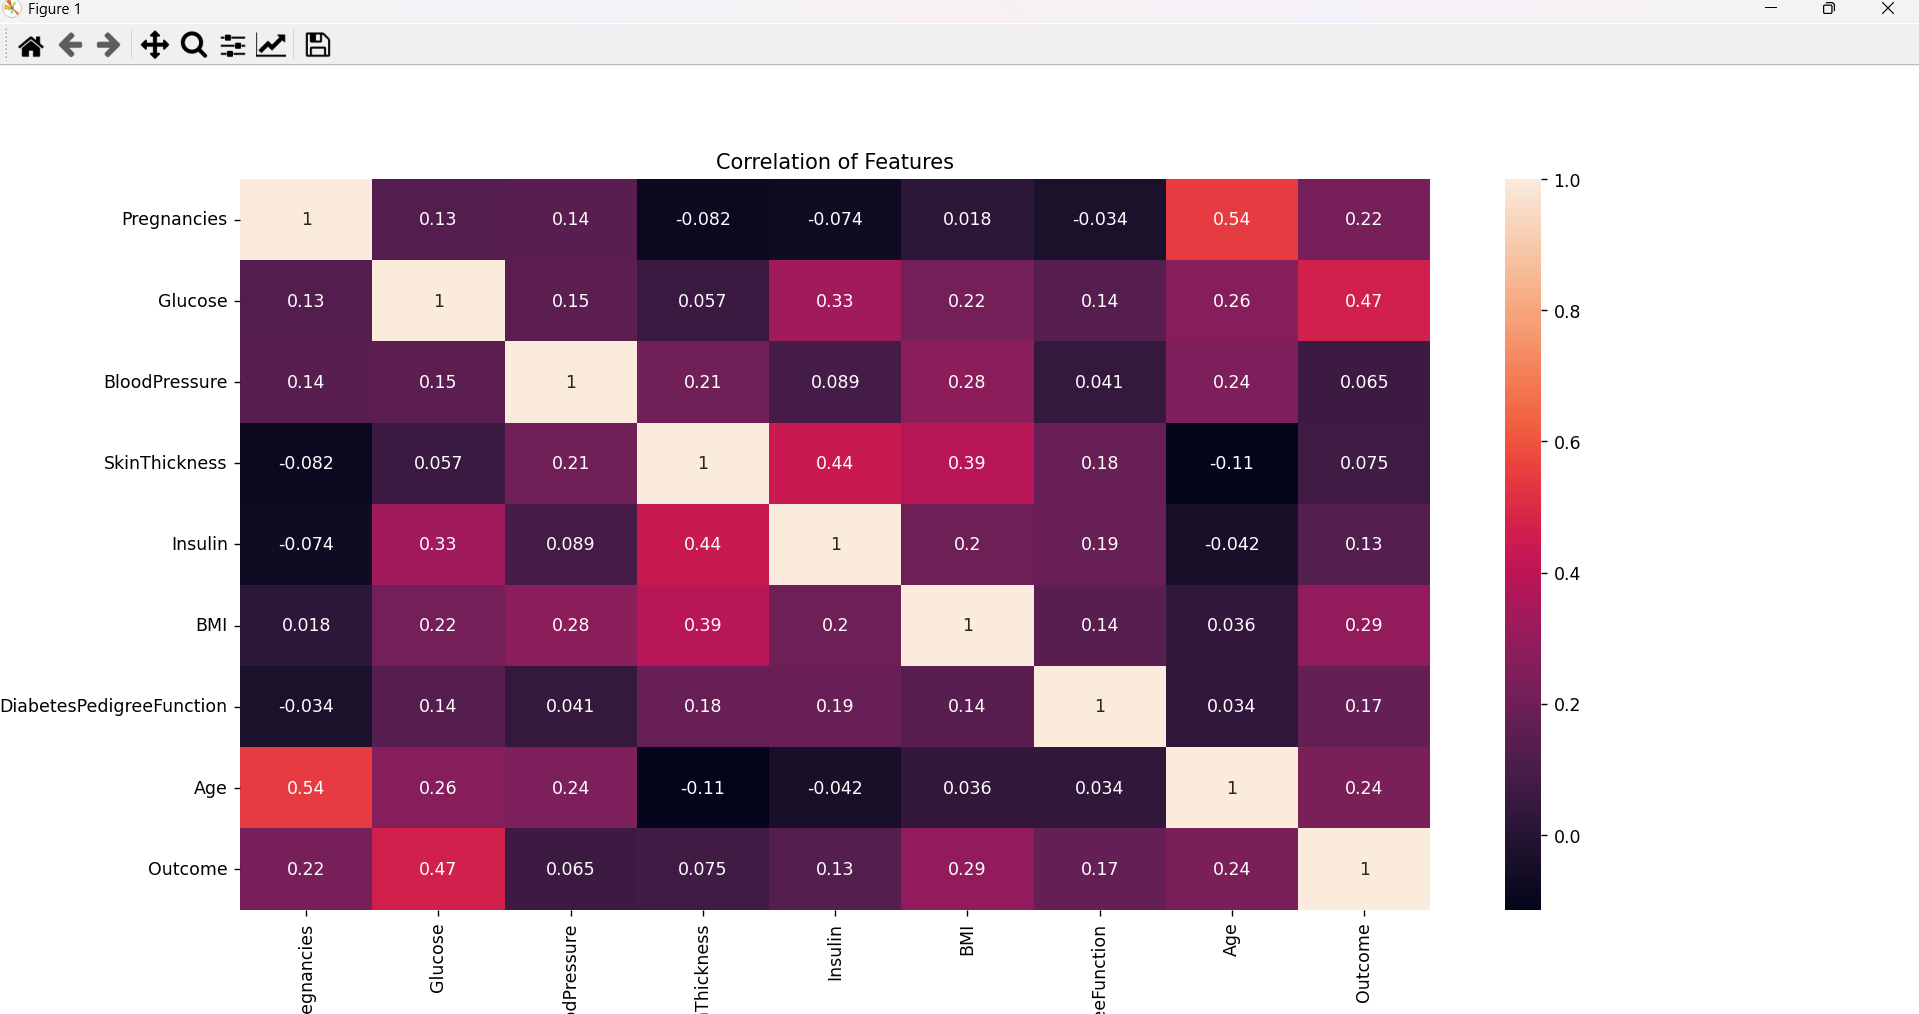 Figure 1
Correlation of Features
Pregnancies 1 0.13 0.14 -0.082 -0.074 0.018 -0.034 0.54 0.22
Glucose 0.13 1 0.15 0.057 0.33 0.22 0.14 0.26 0.47
BloodPressure 0.14 0.15 1 0.21 0.089 0.28 0.041 0.24 0.065
SkinThickness -0.082 0.057 0.21 1 0.44 0.39 0.18 -0.11 0.075
Insulin -0.074 0.33 0.089 0.44 1 0.2 0.19 -0.042 0.13
BMI 0.018 0.22 0.28 0.39 0.2 1 0.14 0.036 0.29
DiabetesPedigreeFunction -0.034 0.14 0.041 0.18 0.19 0.14 1 0.034 0.17
Age 0.54 0.26 0.24 -0.11 -0.042 0.036 0.034 1 0.24
Outcome 0.22 0.47 0.065 0.075 0.13 0.29 0.17 0.24 1
egnancies
Glucose
odPressure
Thickness
Insulin
BMI
eeFunction
Age
Outcome
1.0
0.8
0.6
0.4
0.2
0.0